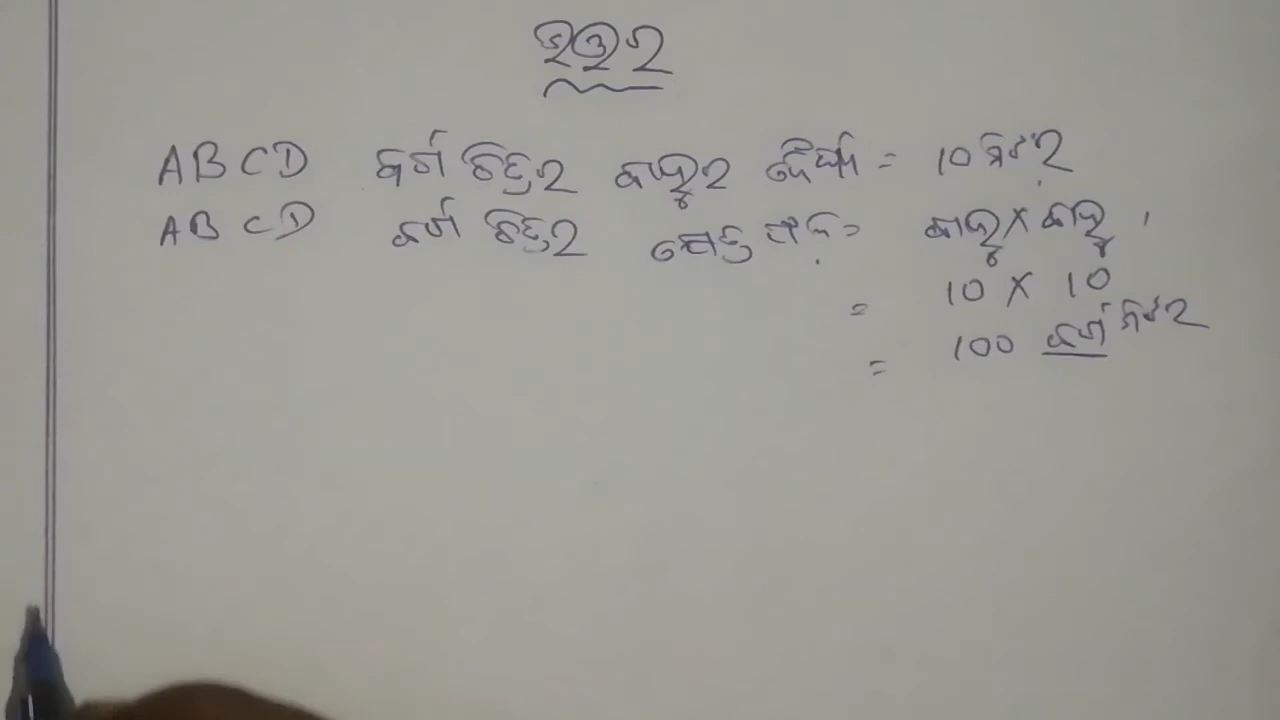 ଉତ୍ତର
ABCD ବର୍ଗ ଚିତ୍ରର ବାହୁର ଦୈର୍ଘ୍ୟ = 10 ମିଟର
ABCD ବର୍ଗ ଚିତ୍ରର କ୍ଷେତ୍ରଫଳ = ବାହୁ X ବାହୁ
= 10 X 10
= 100 ବର୍ଗ ମିଟର